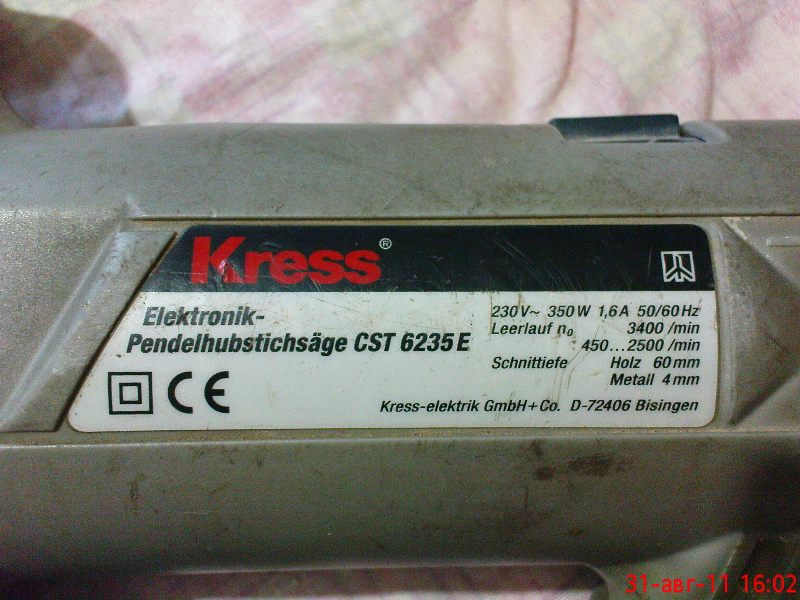 Kress®
Elektronik-
Pendelhubstichsäge CST 6235 E
230V~ 350W 1,6A 50/60Hz
Leerlauf n₀ 3400 /min
450...2500 /min
Schnittiefe Holz 60mm
Metall 4mm
CE
Kress-elektrik GmbH+Co. D-72406 Bisingen
31-авг-11 16:02